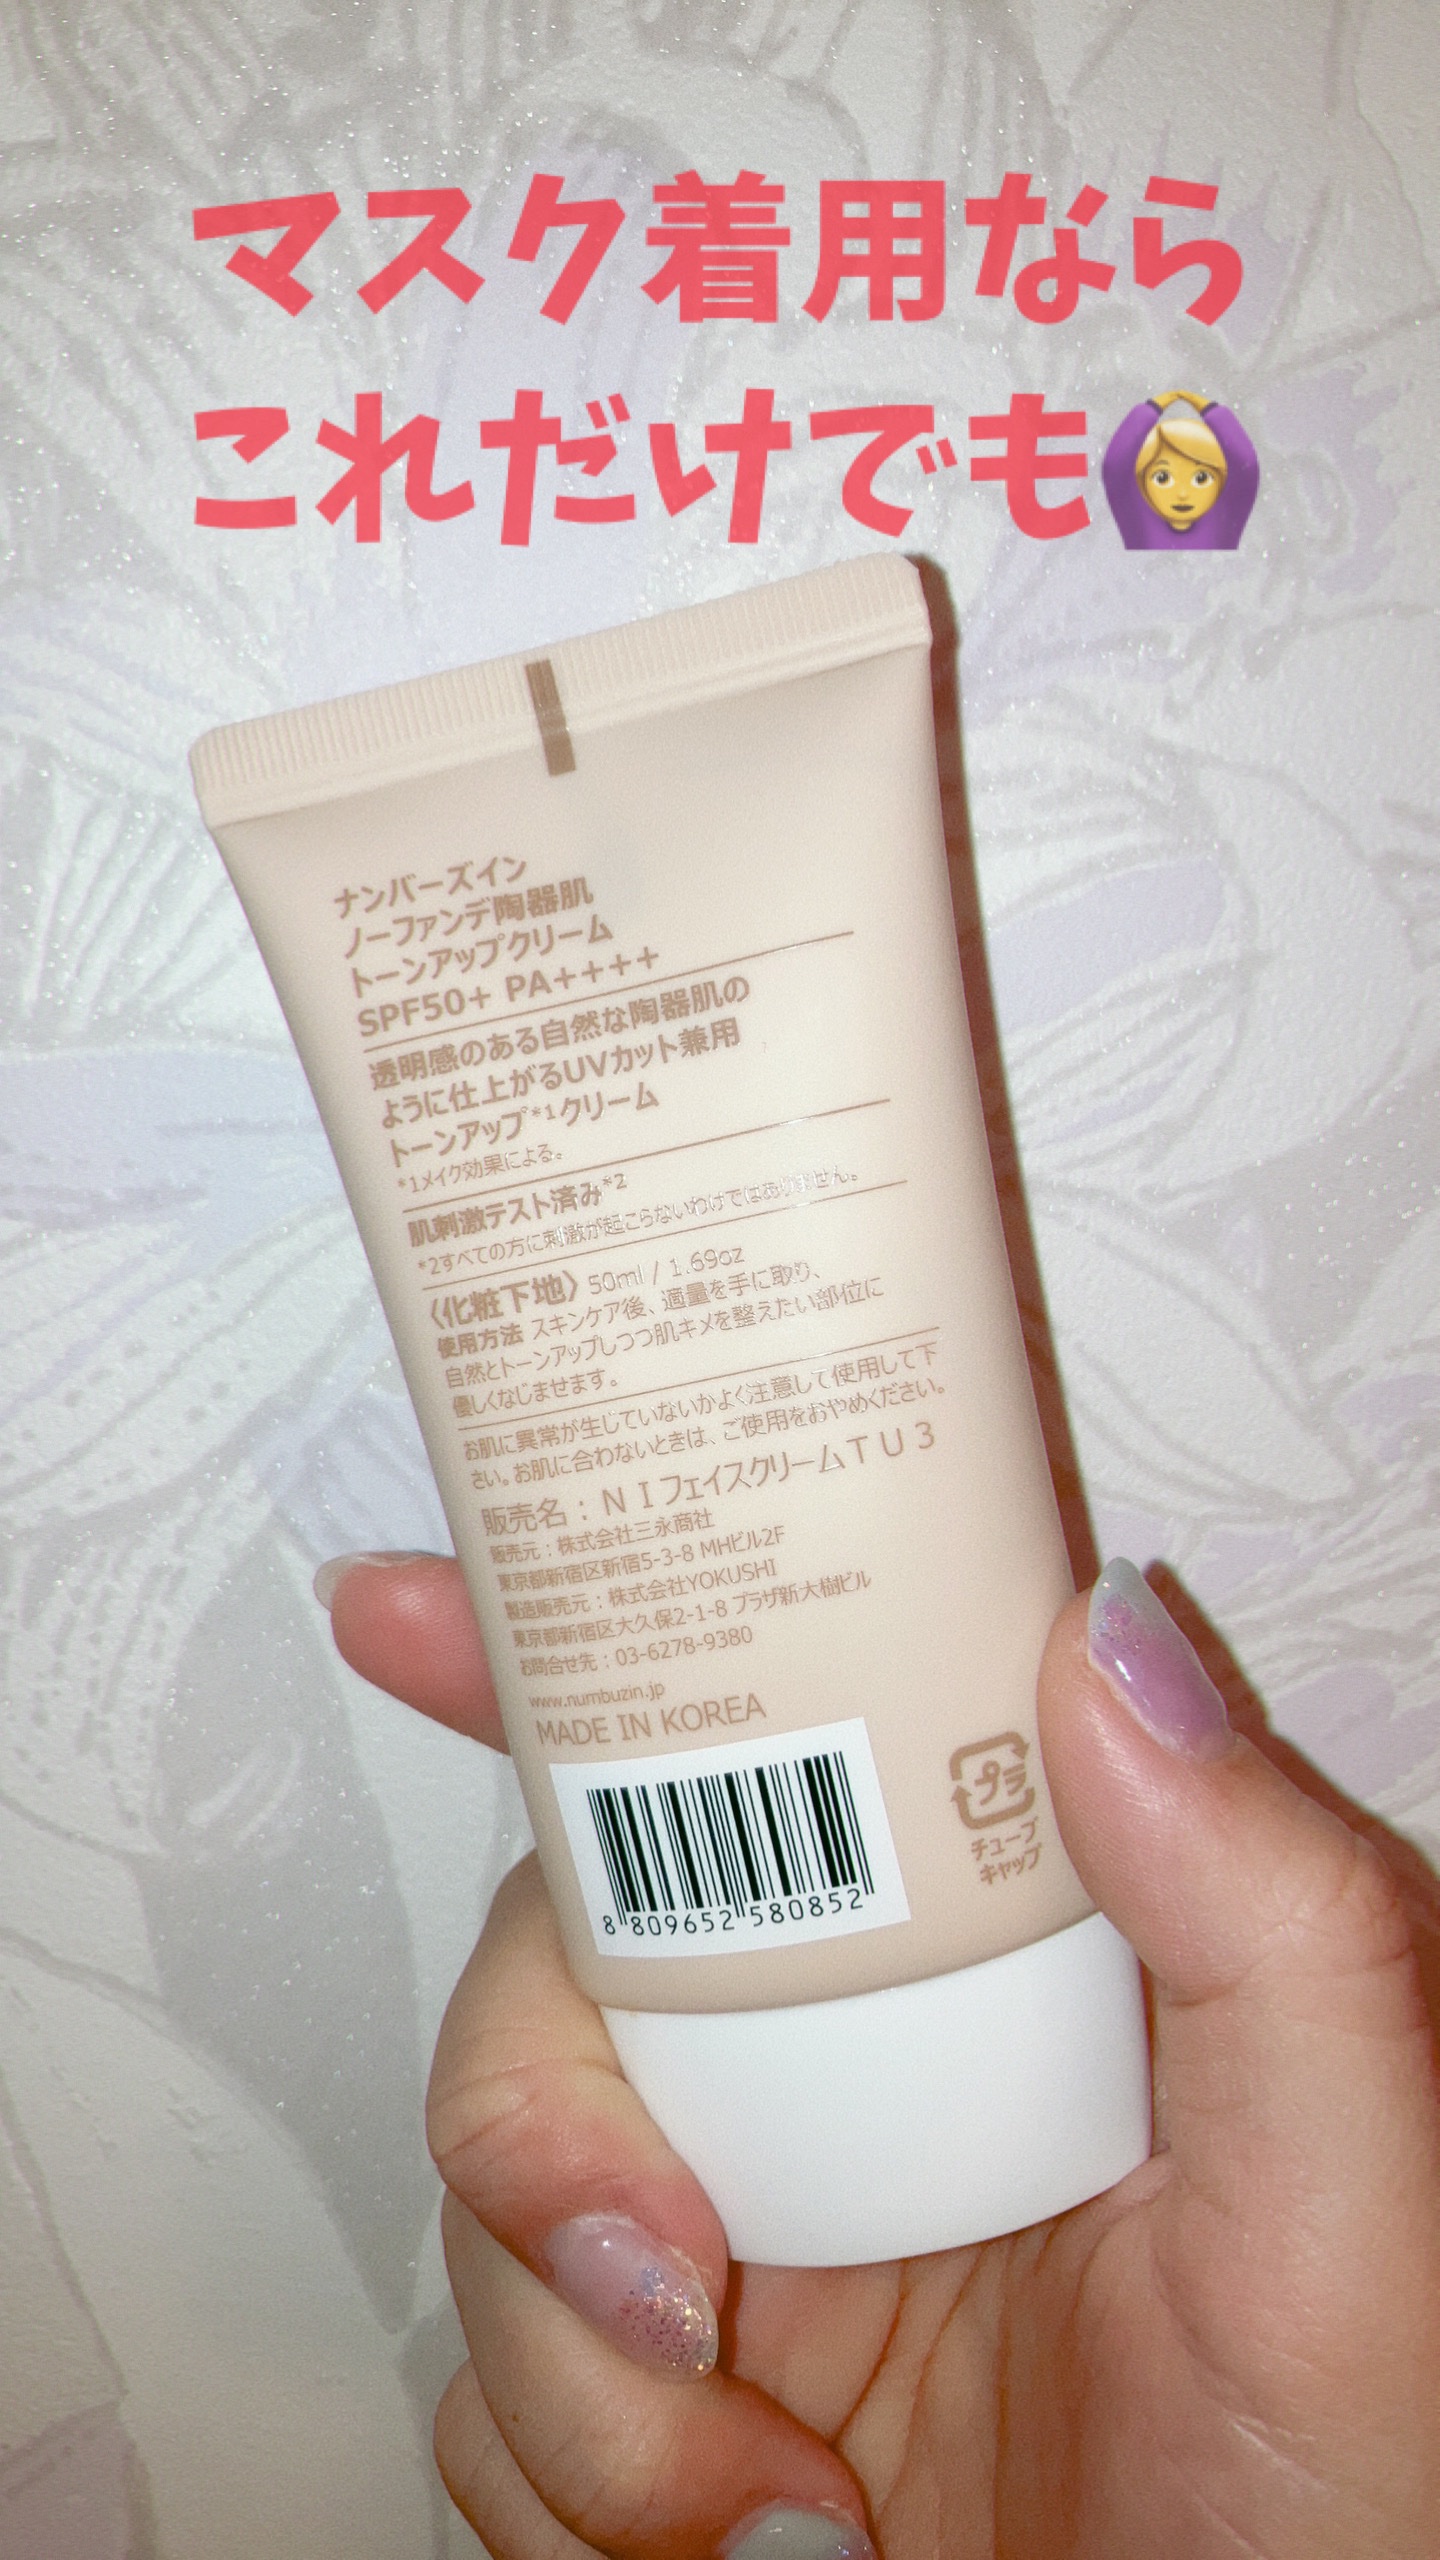 マスク着用なら
これだけでも🙆‍♀️
ナンバーズイン
ノーファンデ陶器肌
トーンアップクリーム
SPF50+ PA++++
透明感のある自然な陶器肌の
ように仕上がるUVカット兼用
トーンアップ*1クリーム
*1メイク効果による。
肌刺激テスト済み*2
*2すべての方に刺激が起こらないわけではありません。
〈化粧下地〉50ml / 1.69oz
使用方法 スキンケア後、適量を手に取り、
自然とトーンアップしつつ肌キメを整えたい部位に
優しくなじませます。
お肌に異常が生じていないかよく注意して使用して下
さい。お肌に合わないときは、ご使用をおやめください。
販売名：ＮＩフェイスクリームＴＵ３
販売元：株式会社三永商社
東京都新宿区新宿5-3-8 MHビル2F
製造販売元：株式会社YOKUSHI
東京都新宿区大久保2-1-8 プラザ新大樹ビル
お問合せ先：03-6278-9380
www.numbuzin.jp
MADE IN KOREA
8 809652 580852
プラ
チューブ
キャップ